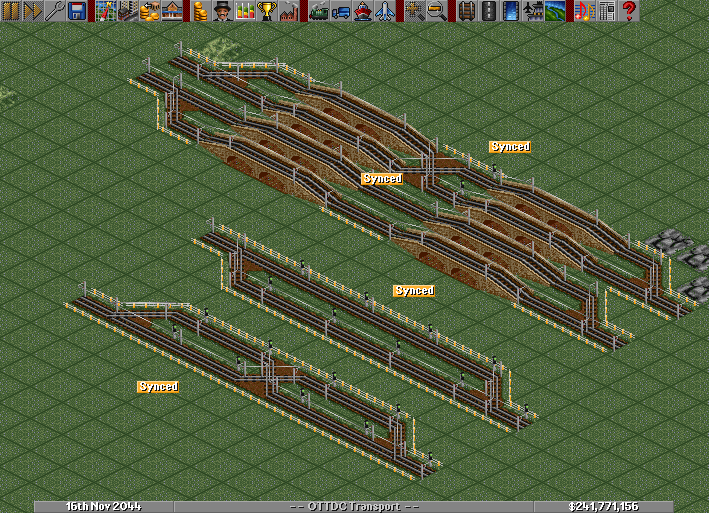 Synced
Synced
Synced
Synced
16th Nov 2044
-- OTTDC Transport --
$241,771,156